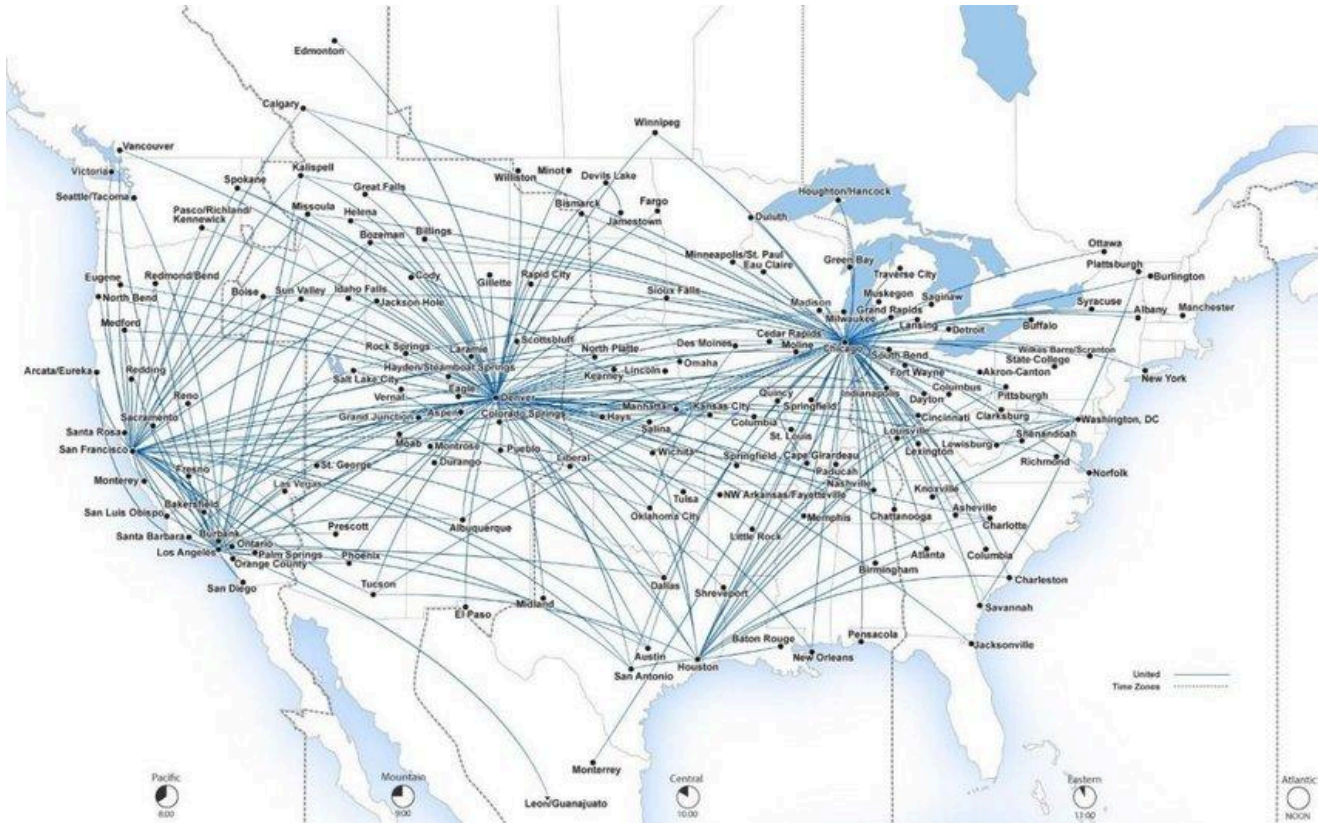 Edmonton
Calgary
Winnipeg
Vancouver
Victoria
Kalispell
Williston
Minot
Devils Lake
Houghton/Hancock
Spokane
Great Falls
Seattle/Tacoma
Missoula
Bismarck
Fargo
Pasco/Richland/
Kennewick
Helena
Jamestown
Duluth
Bozeman
Billings
Ottawa
Minneapolis/St. Paul
Green Bay
Plattsburgh
Eau Claire
Traverse City
Burlington
Eugene
Redmond/Bend
Cody
Gillette
Rapid City
North Bend
Boise
Sun Valley
Idaho Falls
Jackson Hole
Sioux Falls
Muskegon
Saginaw
Madison
Grand Rapids
Syracuse
Manchester
Milwaukee
Lansing
Albany
Medford
Detroit
Buffalo
Scottsbluff
Cedar Rapids
Rock Springs
Laramie
North Platte
Des Moines
Moline
Chicago
South Bend
Wilkes Barre/Scranton
State College
Arcata/Eureka
Redding
Hayden/Steamboat Springs
Kearney
Lincoln
Omaha
Fort Wayne
Akron-Canton
New York
Salt Lake City
Eagle
Reno
Vernal
Denver
Quincy
Indianapolis
Columbus
Pittsburgh
Dayton
Sacramento
Grand Junction
Aspen
Colorado Springs
Hays
Manhattan
Kansas City
Springfield
Clarksburg
Columbia
Cincinnati
Washington, DC
Santa Rosa
Salina
St. Louis
Louisville
Lewisburg
Shenandoah
San Francisco
Moab
Montrose
Pueblo
Wichita
Lexington
Liberal
Springfield
Cape Girardeau
Richmond
Fresno
St. George
Durango
Paducah
Norfolk
Monterey
Las Vegas
Nashville
Knoxville
Bakersfield
Tulsa
NW Arkansas/Fayetteville
San Luis Obispo
Oklahoma City
Memphis
Chattanooga
Asheville
Prescott
Albuquerque
Charlotte
Santa Barbara
Burbank
Little Rock
Ontario
Los Angeles
Palm Springs
Phoenix
Atlanta
Columbia
Orange County
Birmingham
San Diego
Tucson
Dallas
Shreveport
Charleston
Midland
El Paso
Savannah
Baton Rouge
Pensacola
Jacksonville
Austin
Houston
New Orleans
San Antonio
United
Time Zones
Monterrey
Leon/Guanajuato
Pacific
8:00
Mountain
9:00
Central
10:00
Eastern
11:00
Atlantic
NOON